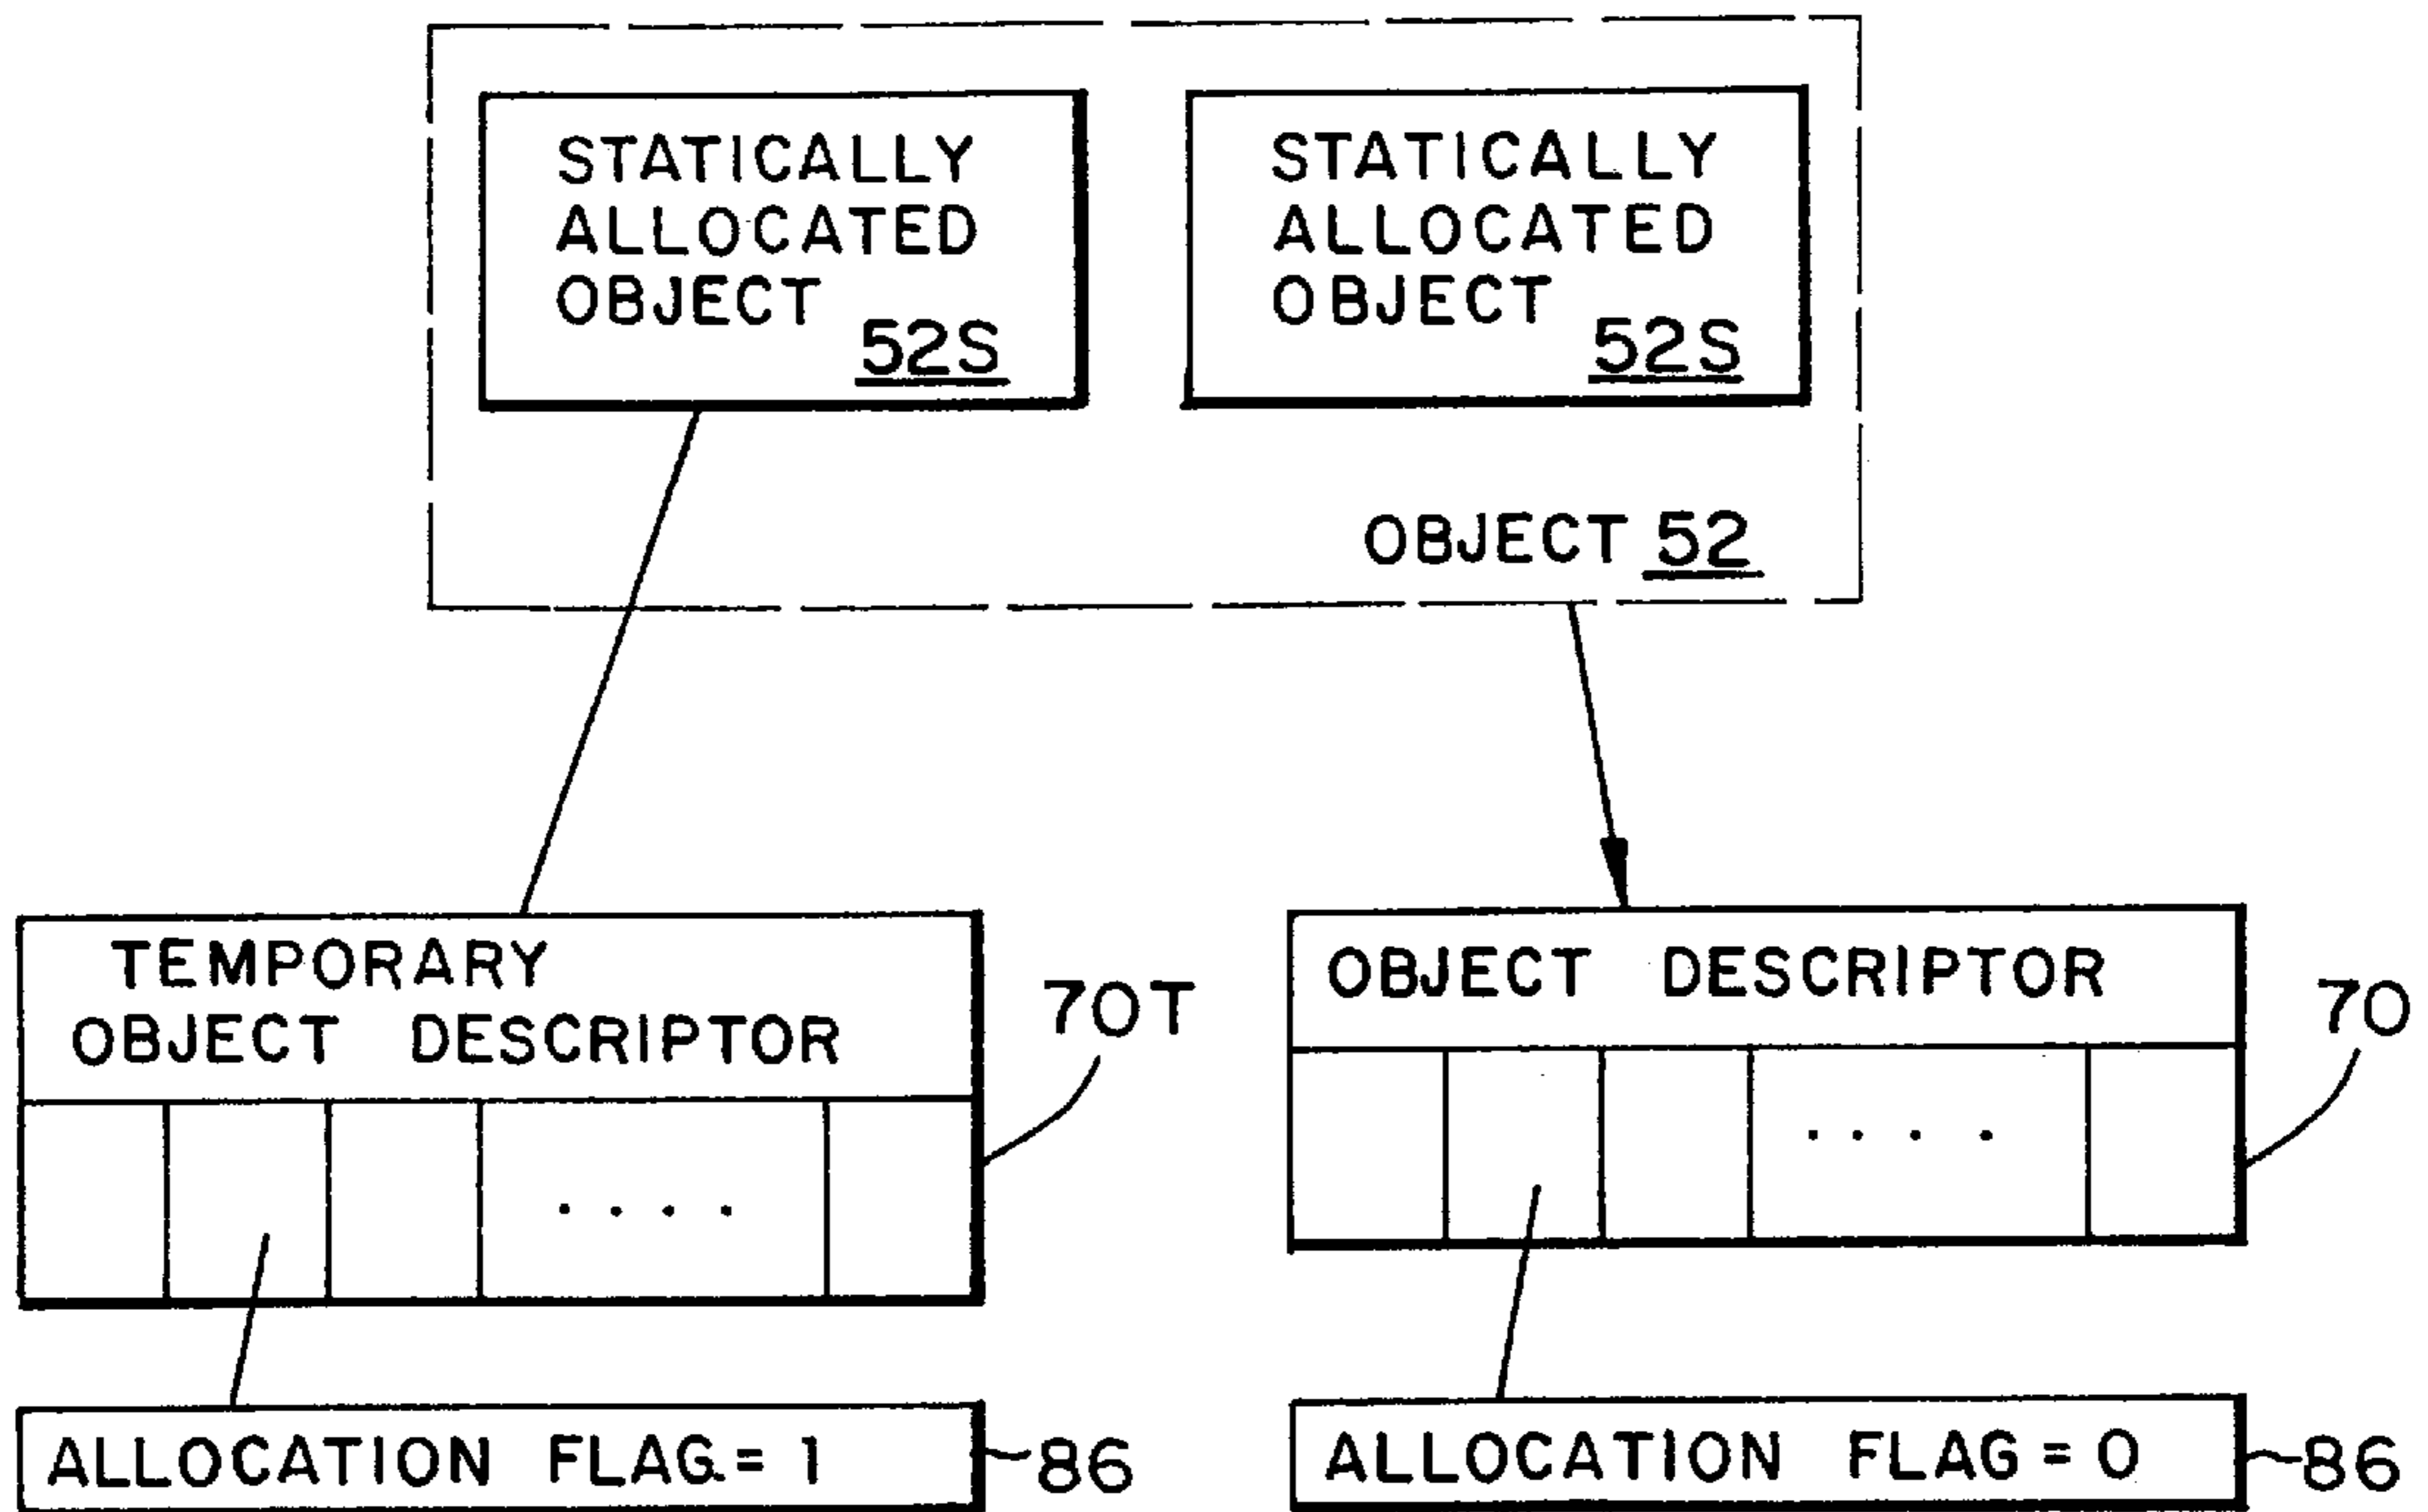 STATICALLY
ALLOCATED
OBJECT
52S
STATICALLY
ALLOCATED
OBJECT
52S
OBJECT 52
TEMPORARY
OBJECT DESCRIPTOR
70T
OBJECT DESCRIPTOR
70
ALLOCATION FLAG = 1
86
ALLOCATION FLAG = 0
86